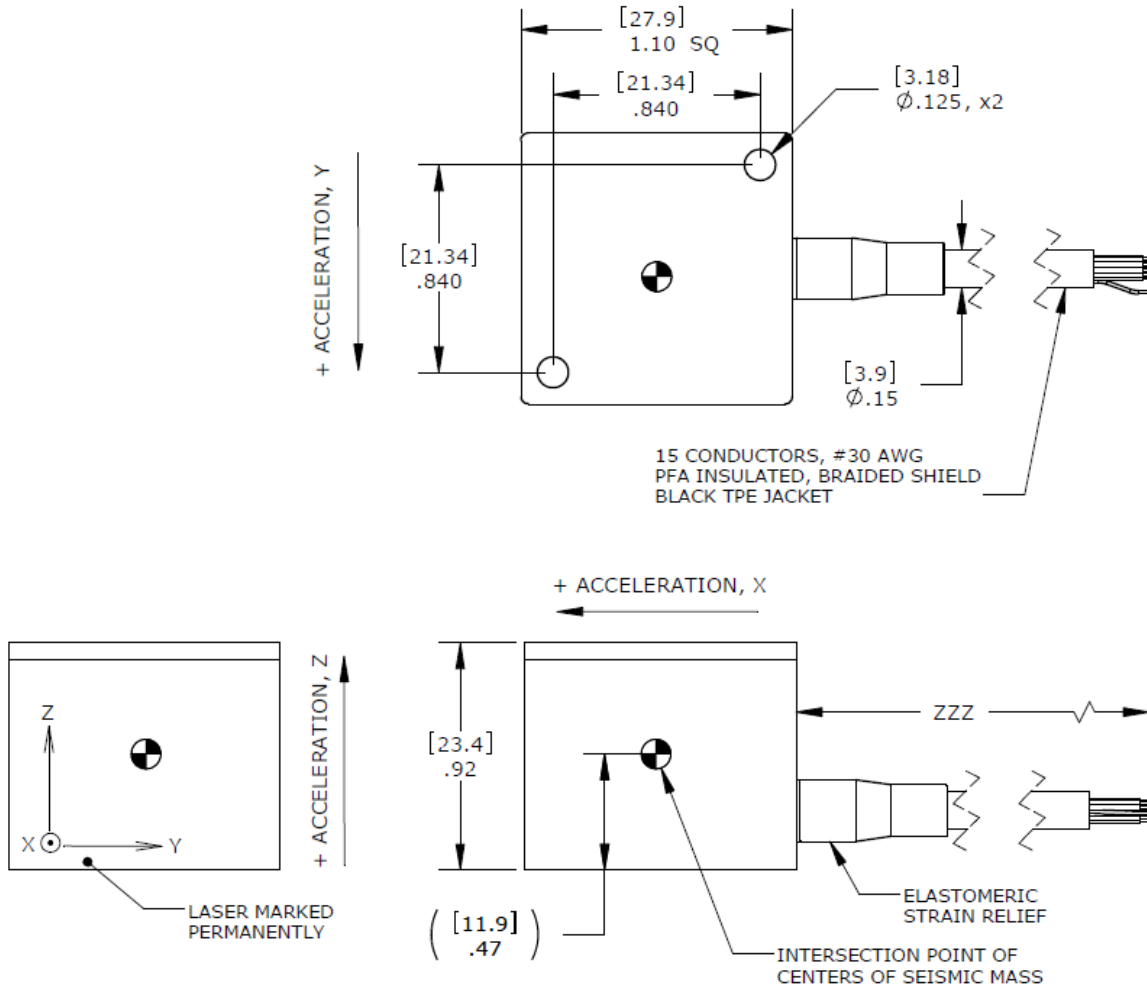 [27.9]
1.10 SQ
[21.34]
.840
[3.18]
Ø.125, x2
+ ACCELERATION, Y
[21.34]
.840
[3.9]
Ø.15
15 CONDUCTORS, #30 AWG
PFA INSULATED, BRAIDED SHIELD
BLACK TPE JACKET
+ ACCELERATION, X
Z
X
Y
+ ACCELERATION, Z
[23.4]
.92
ZZZ
LASER MARKED
PERMANENTLY
([11.9]
.47)
ELASTOMERIC
STRAIN RELIEF
INTERSECTION POINT OF
CENTERS OF SEISMIC MASS